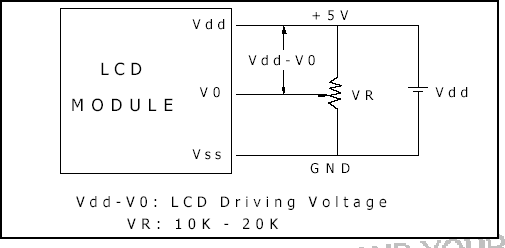 +5V
Vdd
Vdd-V0
LCD
MODULE
V0
VR
Vdd
Vss
GND
Vdd-V0: LCD Driving Voltage
VR: 10K - 20K